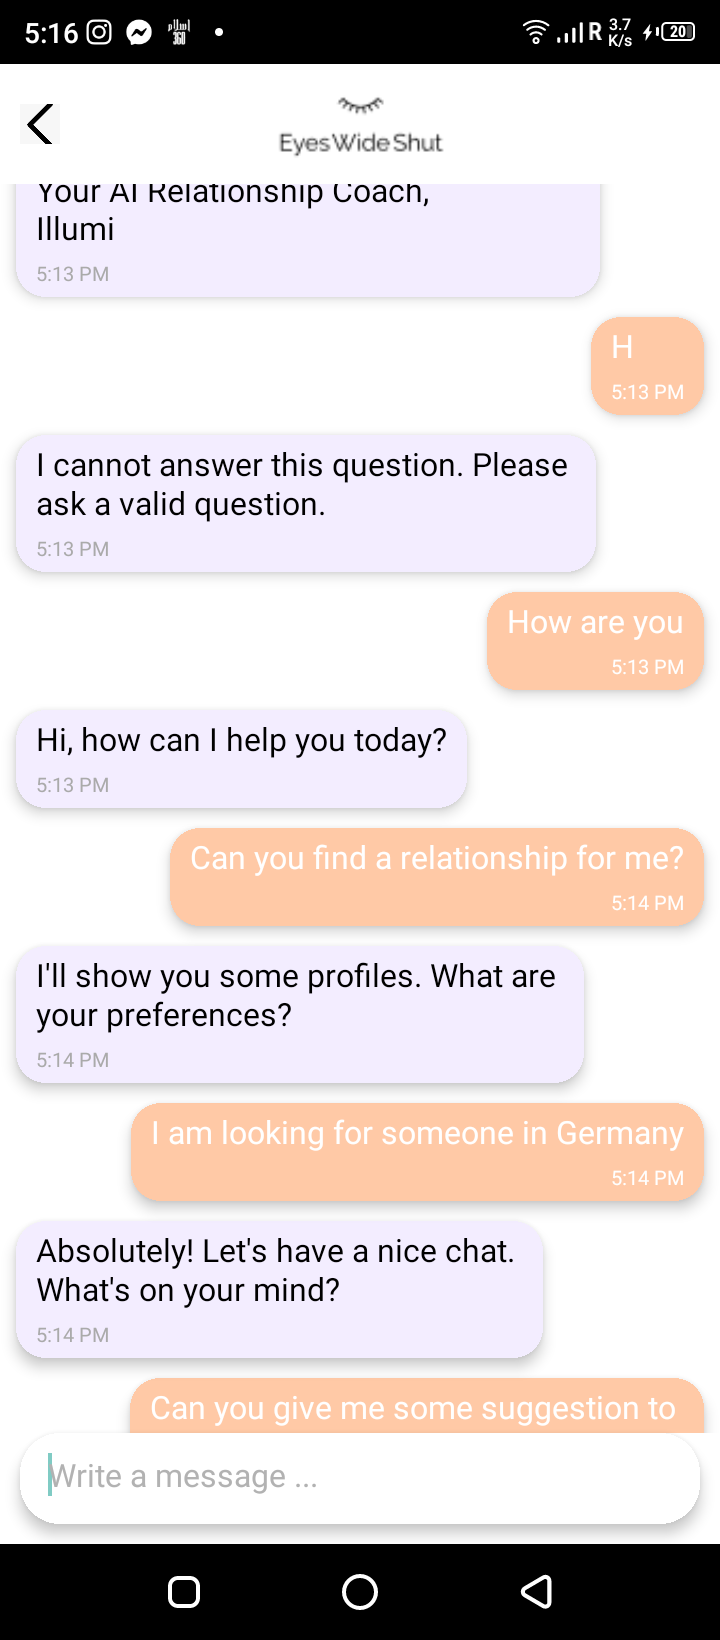 5:16
R 3.7 K/s 20
EyesWideShut
Your AI Relationship Coach,
Illumi
5:13 PM
H
5:13 PM
I cannot answer this question. Please
ask a valid question.
5:13 PM
How are you
5:13 PM
Hi, how can I help you today?
5:13 PM
Can you find a relationship for me?
5:14 PM
I'll show you some profiles. What are
your preferences?
5:14 PM
I am looking for someone in Germany
5:14 PM
Absolutely! Let's have a nice chat.
What's on your mind?
5:14 PM
Can you give me some suggestion to
Write a message ...